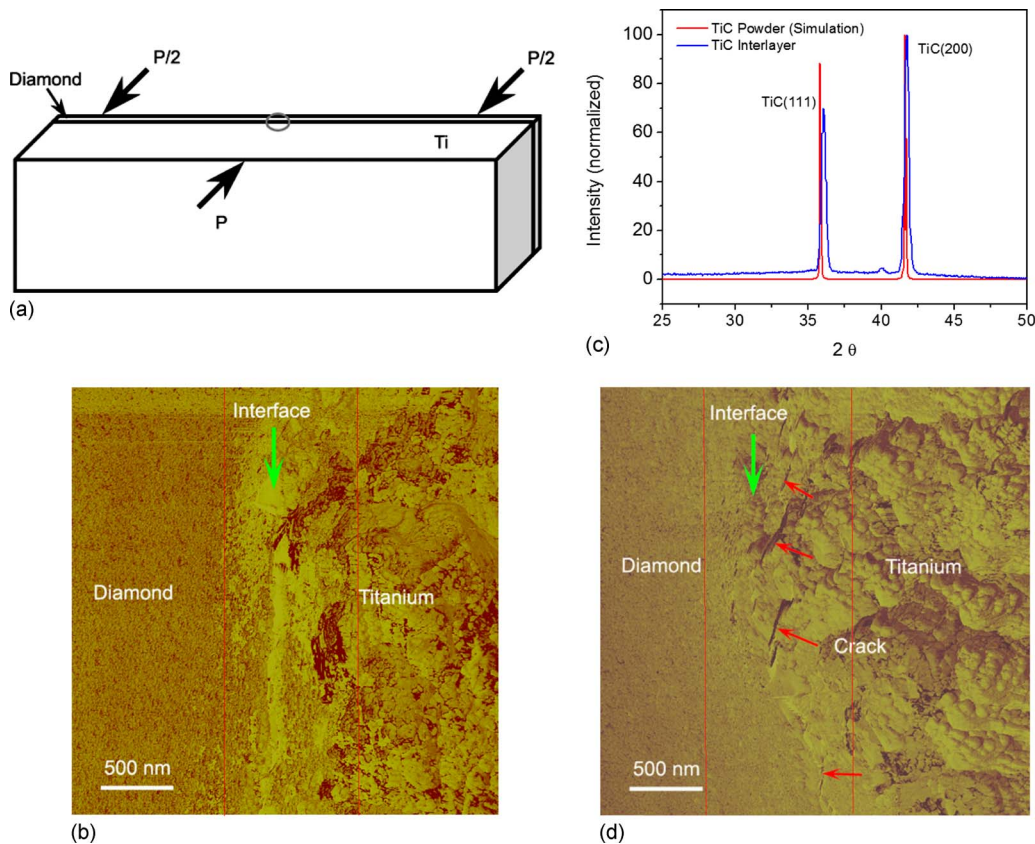 P/2
P/2
Diamond
Ti
P
(a)
TiC Powder (Simulation)
TiC Interlayer
TiC(200)
TiC(111)
Intensity (normalized)
100
80
60
40
20
0
25
30
35
40
45
50
2 θ
(c)
Interface
Diamond
Titanium
500 nm
(b)
Interface
Diamond
Titanium
Crack
500 nm
(d)